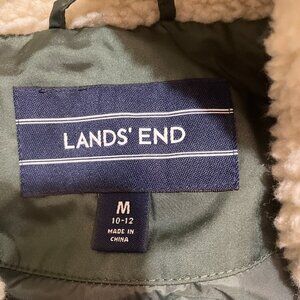 LANDS' END
M
10-12
MADE IN
CHINA